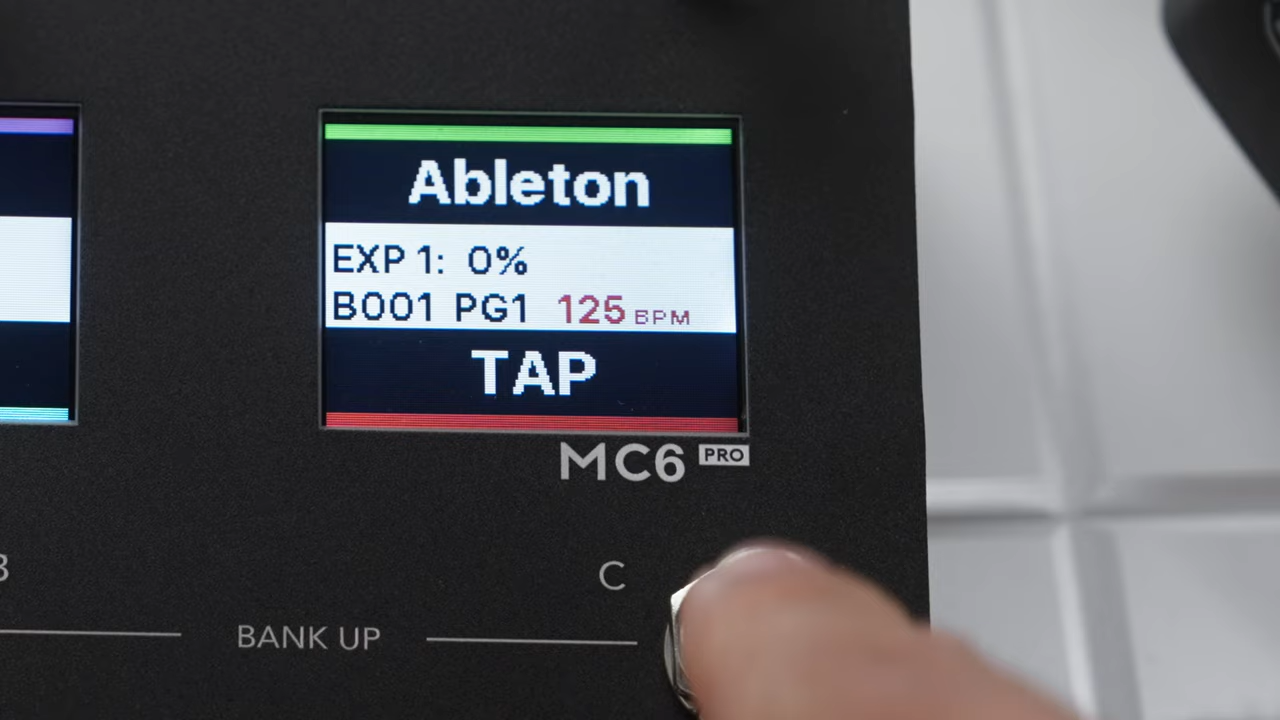 Ableton
EXP 1: 0%
B001 PG1 125 BPM
TAP
MC6 PRO
B
C
BANK UP